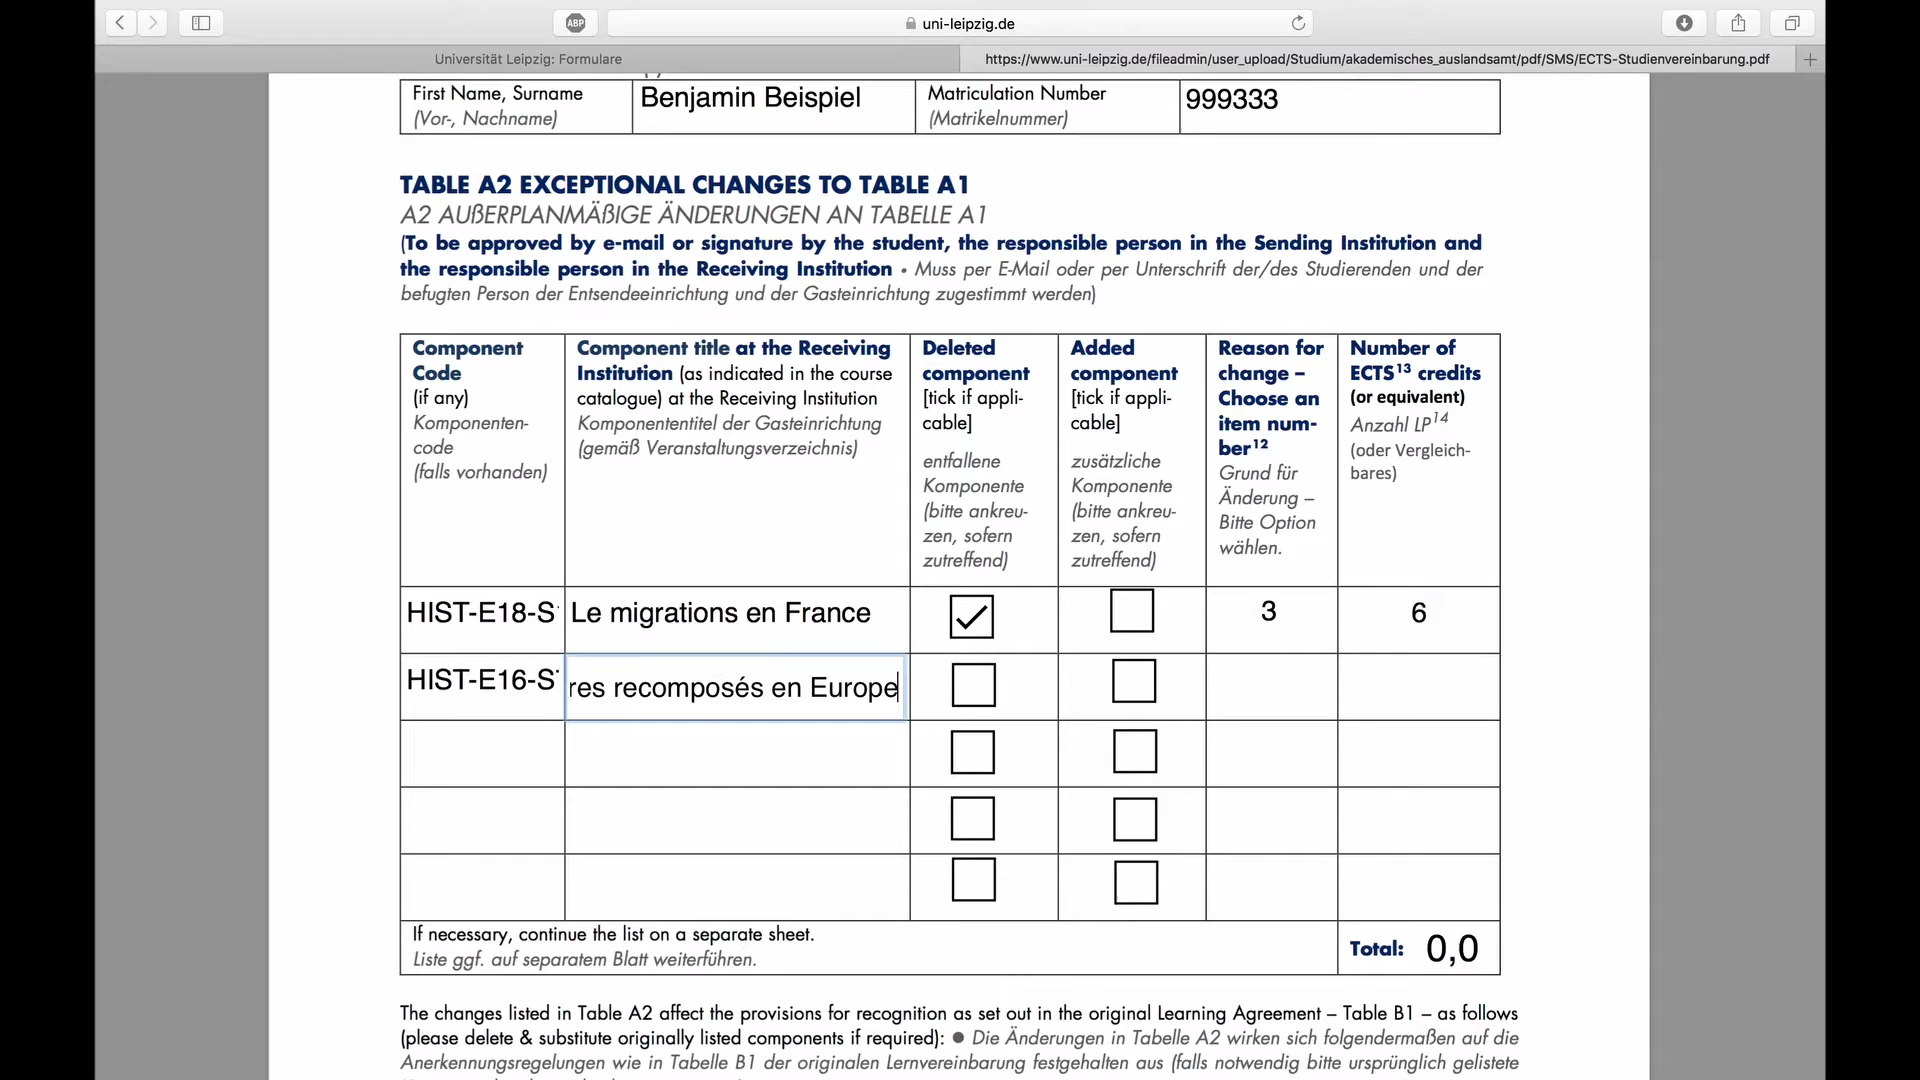 ABP
uni-leipzig.de
Universität Leipzig: Formulare
https://www.uni-leipzig.de/fileadmin/user_upload/Studium/akademisches_auslandsamt/pdf/SMS/ECTS-Studienvereinbarung.pdf
First Name, Surname
(Vor-, Nachname)
Benjamin Beispiel
Matriculation Number
(Matrikelnummer)
999333
TABLE A2 EXCEPTIONAL CHANGES TO TABLE A1
A2 AUßERPLANMÄßIGE ÄNDERUNGEN AN TABELLE A1
(To be approved by e-mail or signature by the student, the responsible person in the Sending Institution and
the responsible person in the Receiving Institution • Muss per E-Mail oder per Unterschrift der/des Studierenden und der
befugten Person der Entsendeeinrichtung und der Gasteinrichtung zugestimmt werden)
Component
Code
(if any)
Komponenten-
code
(falls vorhanden)
Component title at the Receiving
Institution (as indicated in the course
catalogue) at the Receiving Institution
Komponententitel der Gasteinrichtung
(gemäß Veranstaltungsverzeichnis)
Deleted
component
[tick if appli-
cable]
entfallene
Komponente
(bitte ankreu-
zen, sofern
zutreffend)
Added
component
[tick if appli-
cable]
zusätzliche
Komponente
(bitte ankreu-
zen, sofern
zutreffend)
Reason for
change –
Choose an
item num-
ber12
Grund für
Änderung –
Bitte Option
wählen.
Number of
ECTS13 credits
(or equivalent)
Anzahl LP14
(oder Vergleich-
bares)
HIST-E18-S
Le migrations en France
3
6
HIST-E16-S
res recomposés en Europe
If necessary, continue the list on a separate sheet.
Liste ggf. auf separatem Blatt weiterführen.
Total: 0,0
The changes listed in Table A2 affect the provisions for recognition as set out in the original Learning Agreement – Table B1 – as follows
(please delete & substitute originally listed components if required): ● Die Änderungen in Tabelle A2 wirken sich folgendermaßen auf die
Anerkennungsregelungen wie in Tabelle B1 der originalen Lernvereinbarung festgehalten aus (falls notwendig bitte ursprünglich gelistete